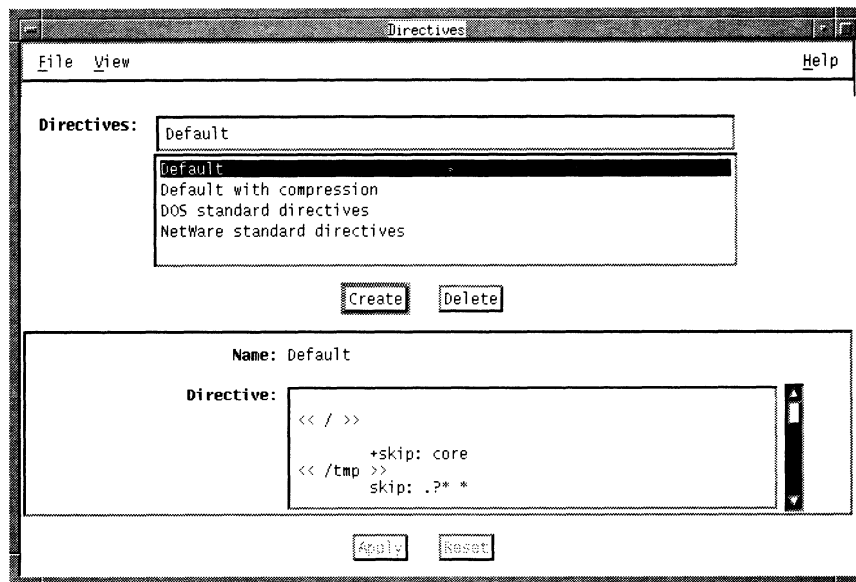 Directives
File View Help
Directives: Default
Default
Default with compression
DOS standard directives
NetWare standard directives
Create Delete
Name: Default
Directive:
<< / >>
+skip: core
<< /tmp >>
skip: .?* *
Apply Reset